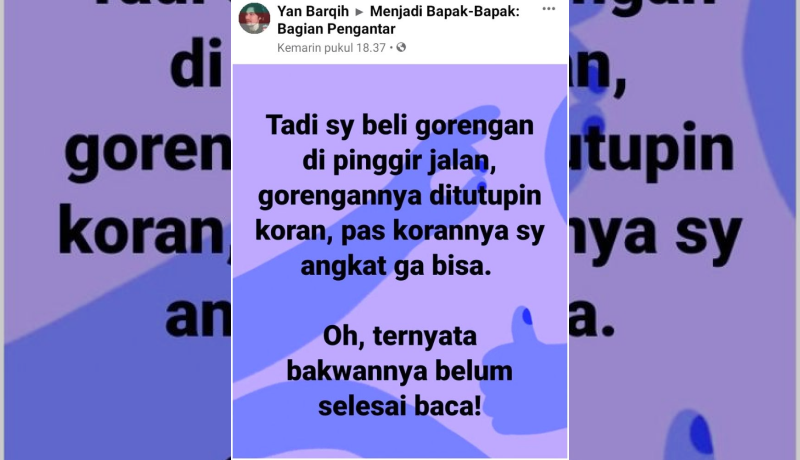 Yan Barqih ▸ Menjadi Bapak-Bapak:
Bagian Pengantar
Kemarin pukul 18.37 •
Tadi sy beli gorengan
di pinggir jalan,
gorengannya ditutupin
koran, pas korannya sy
angkat ga bisa.
Oh, ternyata
bakwannya belum
selesai baca!